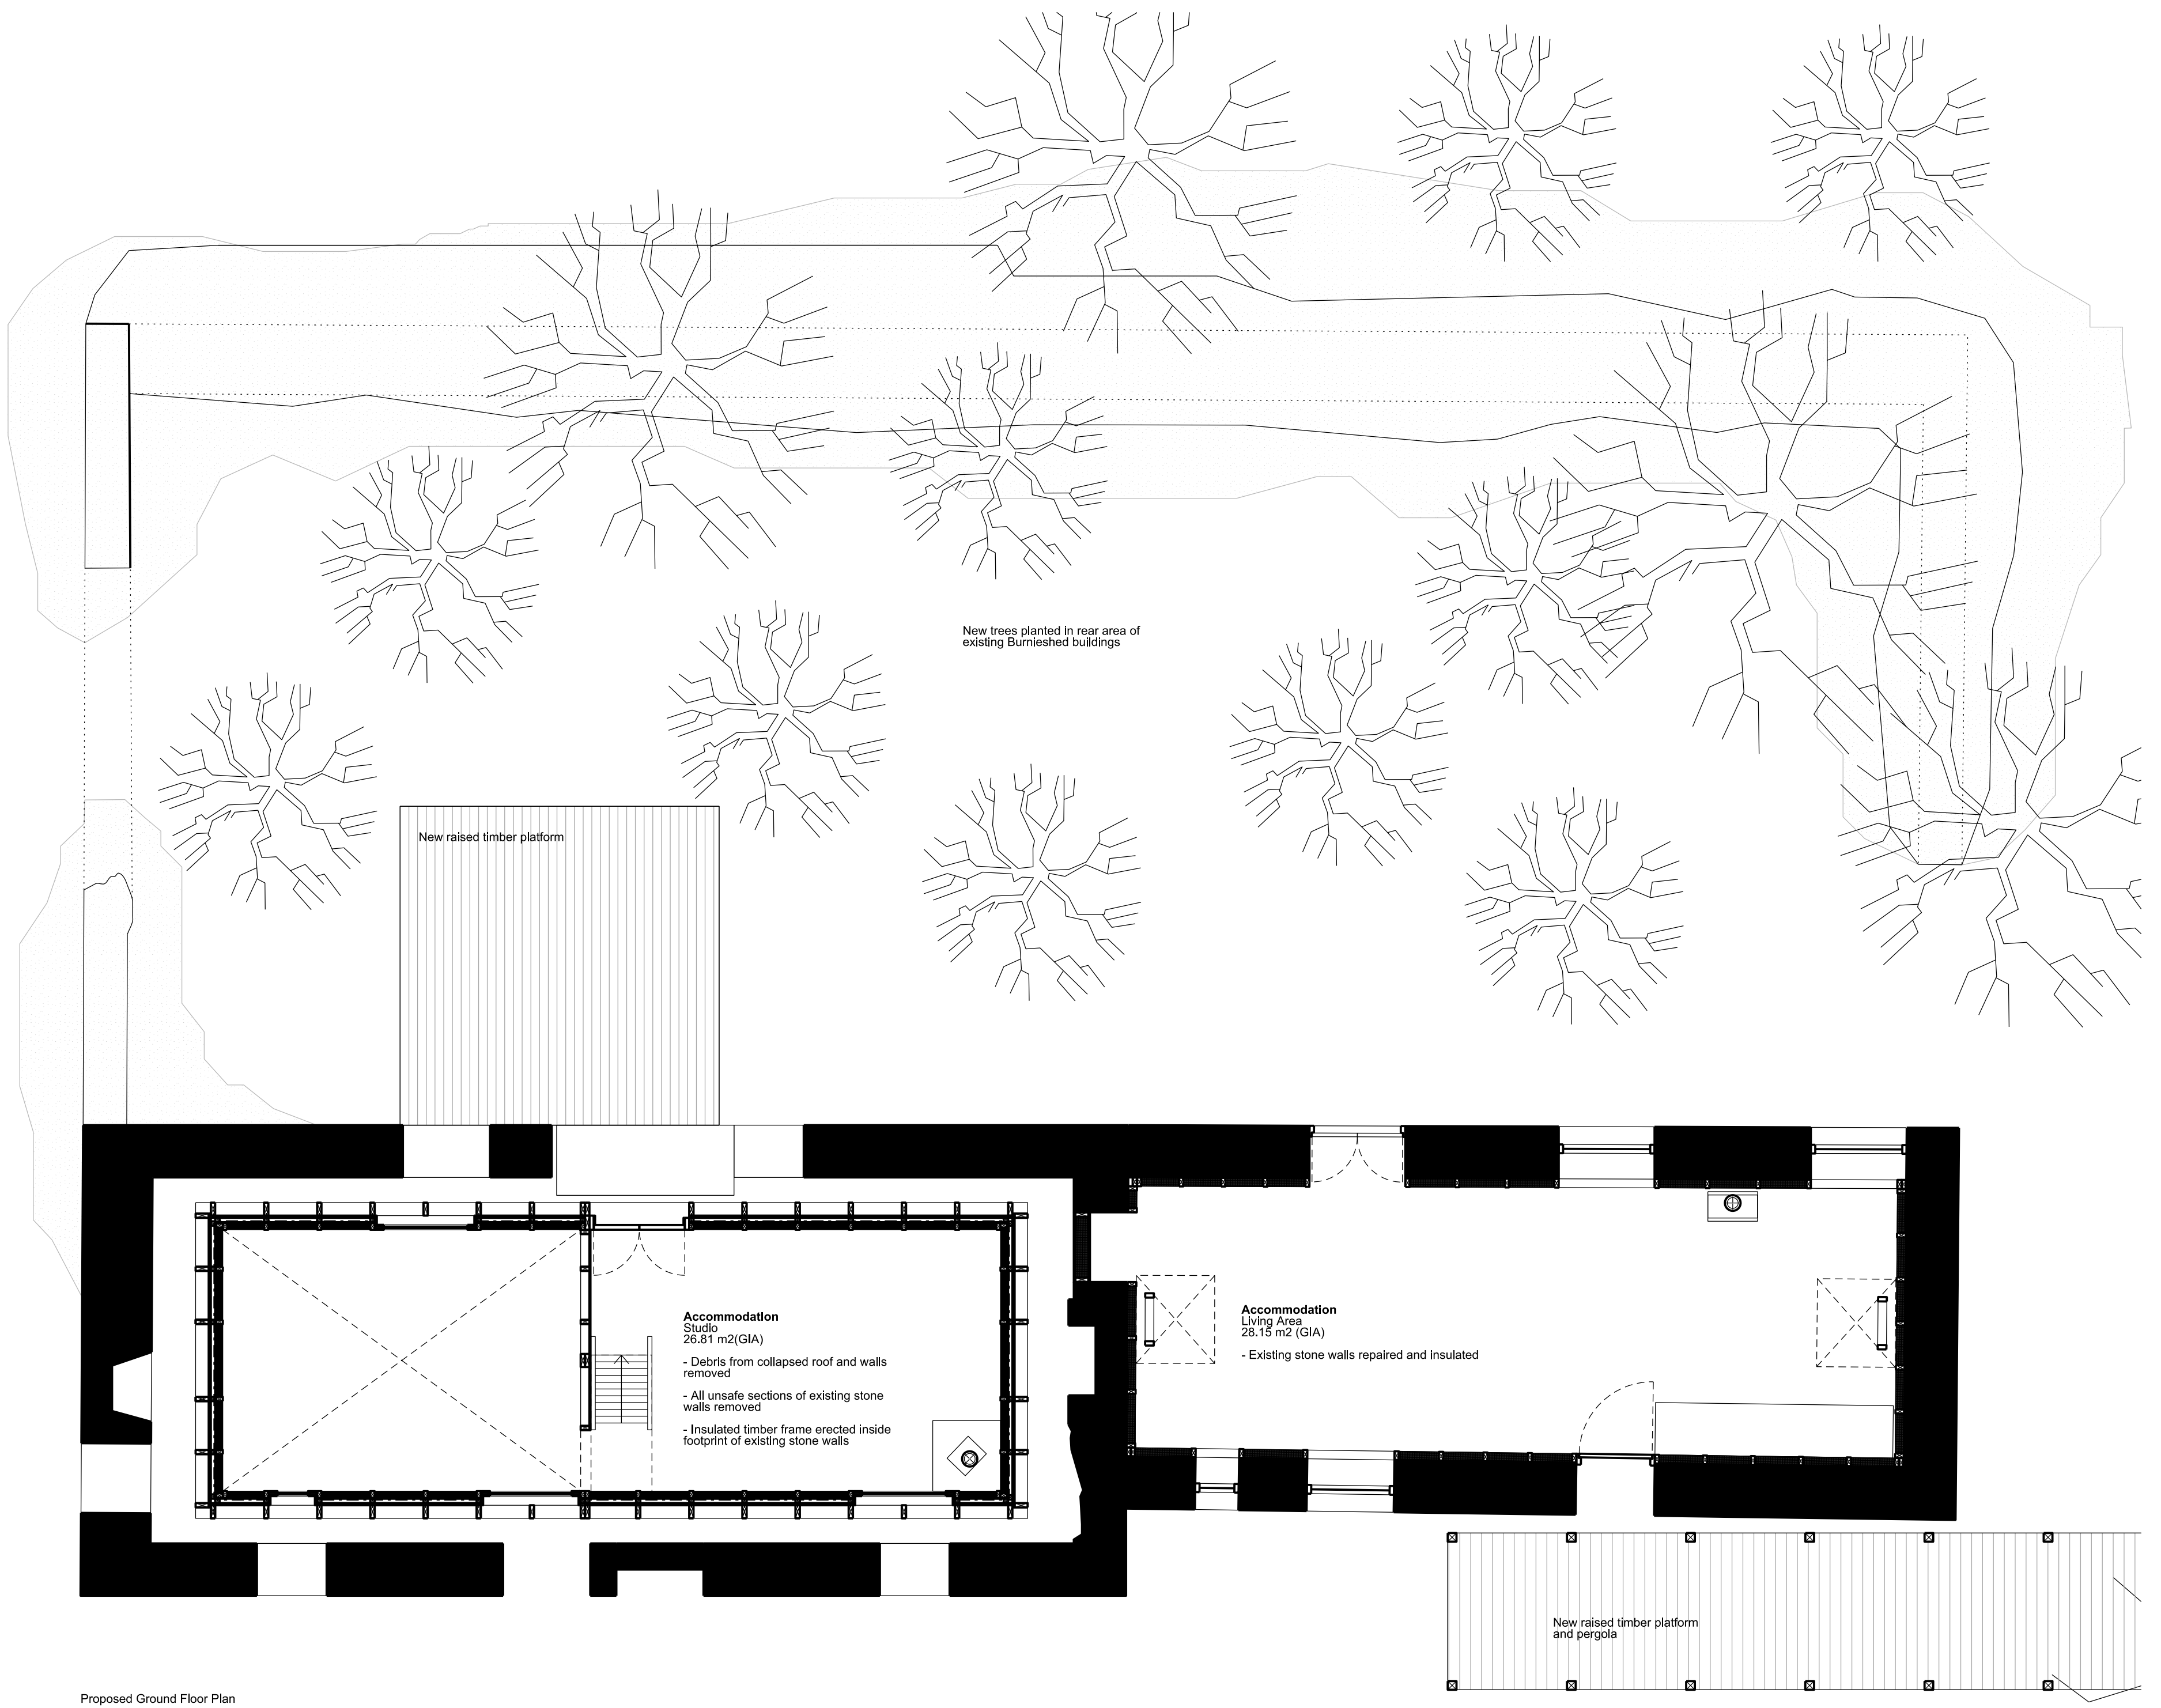 New trees planted in rear area of
existing Burnieshed buildings
New raised timber platform
Accommodation
Studio
26.81 m2(GIA)
- Debris from collapsed roof and walls
removed
- All unsafe sections of existing stone
walls removed
- Insulated timber frame erected inside
footprint of existing stone walls
Accommodation
Living Area
28.15 m2 (GIA)
- Existing stone walls repaired and insulated
New raised timber platform
and pergola
Proposed Ground Floor Plan